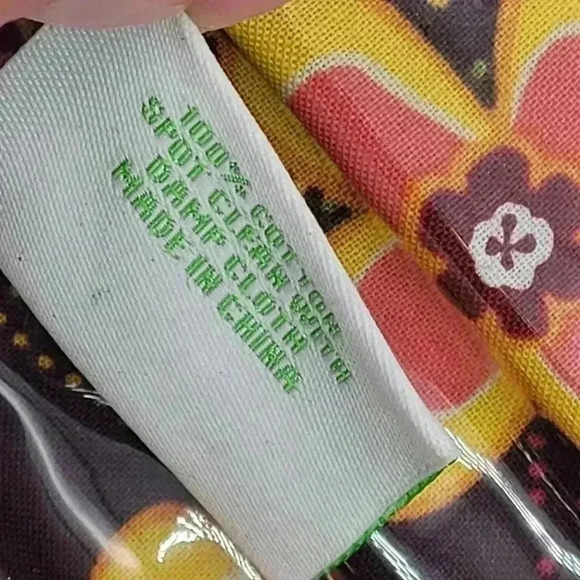 100% COTTON
SPOT CLEAN WITH
DAMP CLOTH
MADE IN CHINA